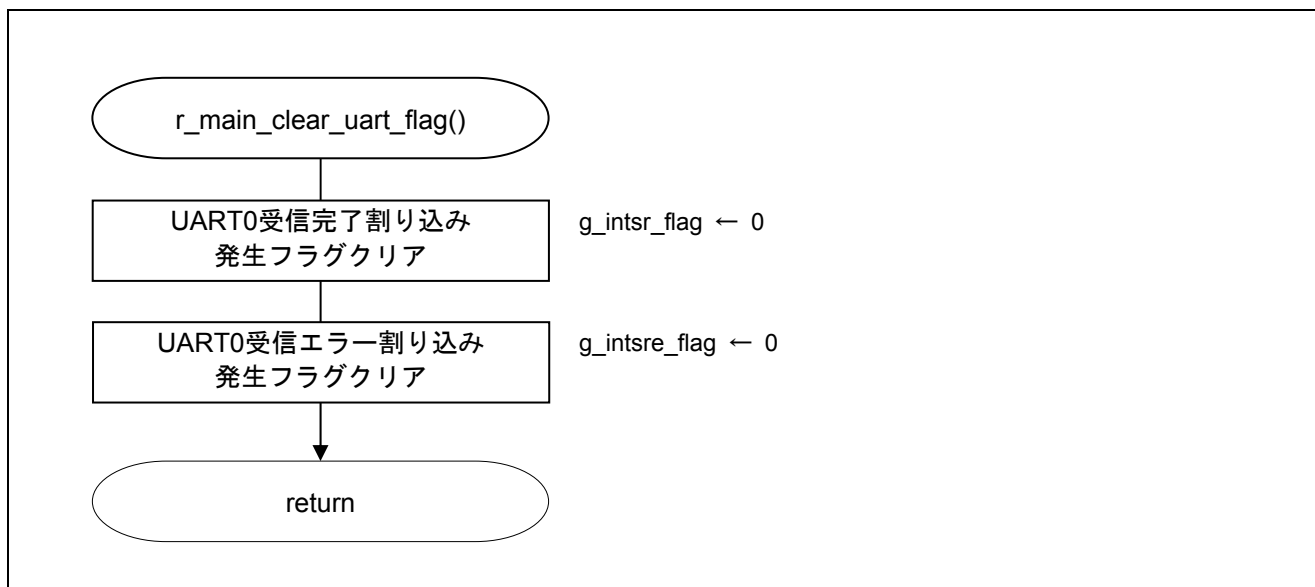 r_main_clear_uart_flag()
UART0受信完了割り込み
発生フラグクリア
g_intsr_flag ← 0
UART0受信エラー割り込み
発生フラグクリア
g_intsre_flag ← 0
return